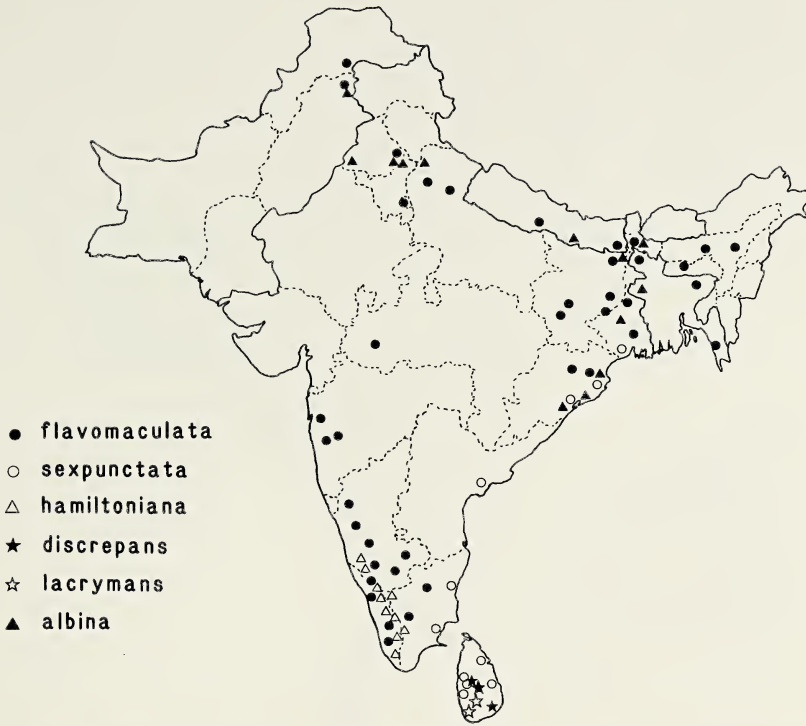 flavomaculata
sexpunctata
hamiltoniana
discrepans
lacrymans
albina